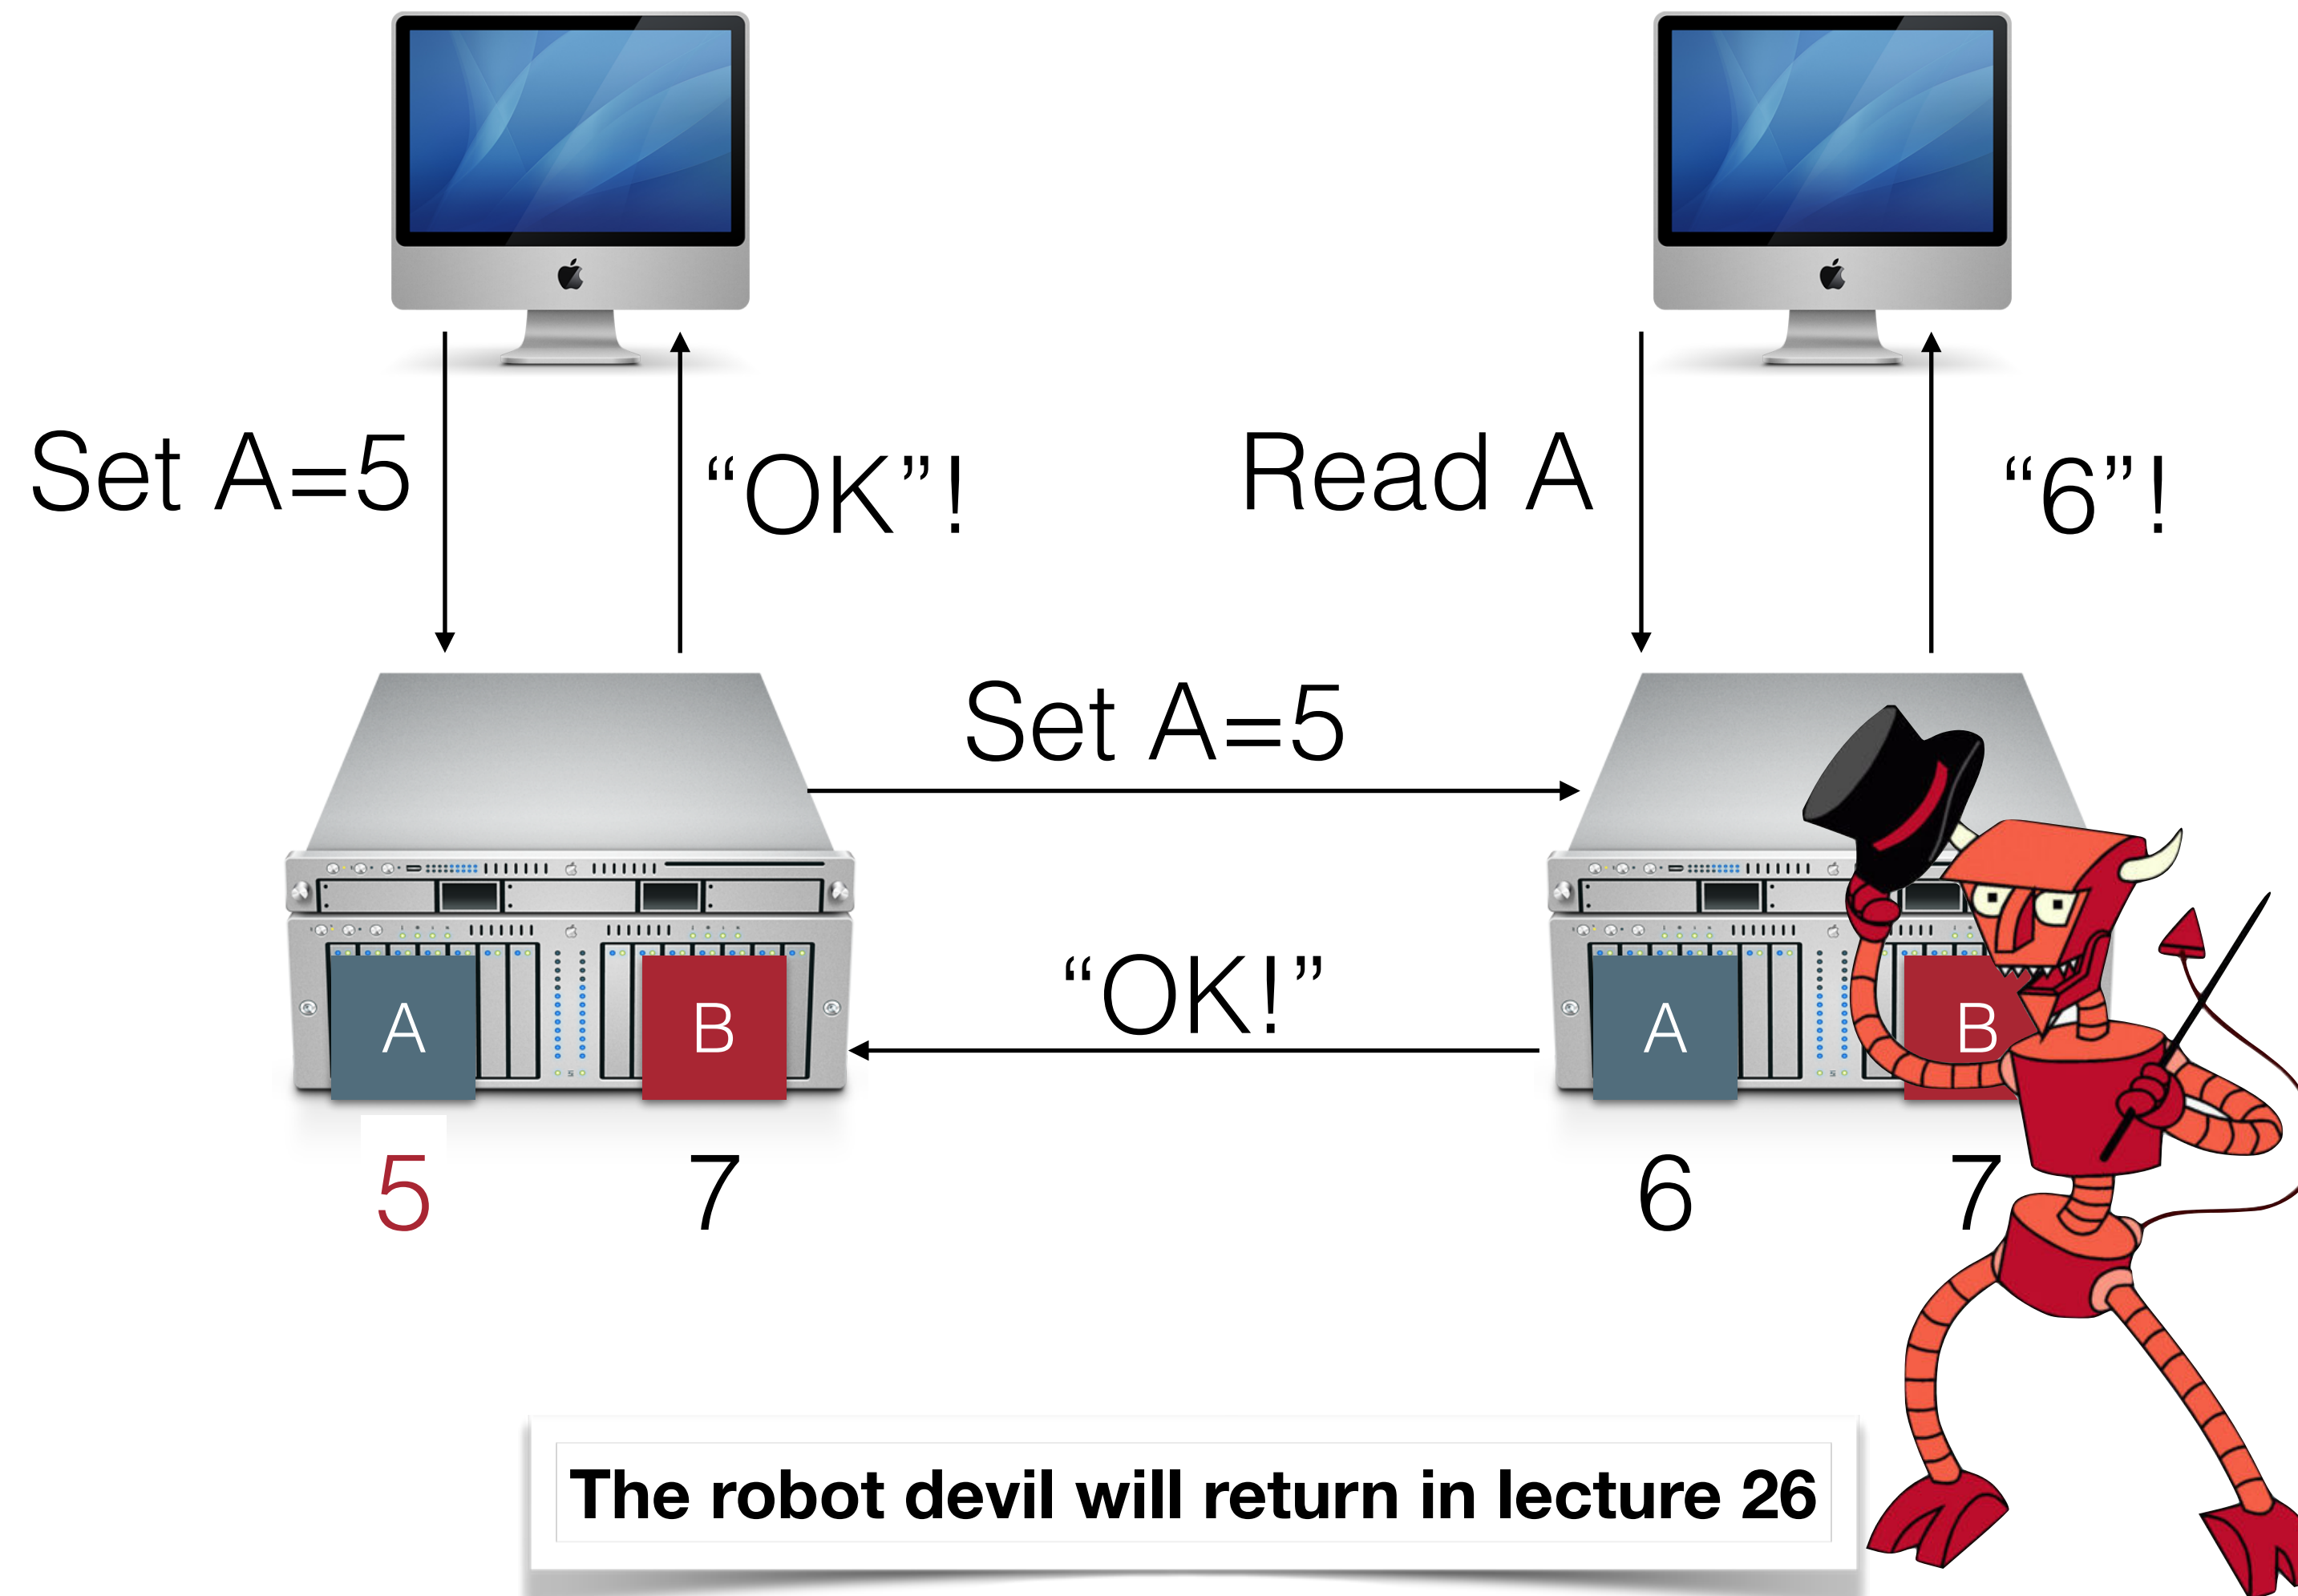 Set A=5
“OK”!
Read A
“6”!
Set A=5
“OK!”
A
B
A
B
5
7
6
7
The robot devil will return in lecture 26